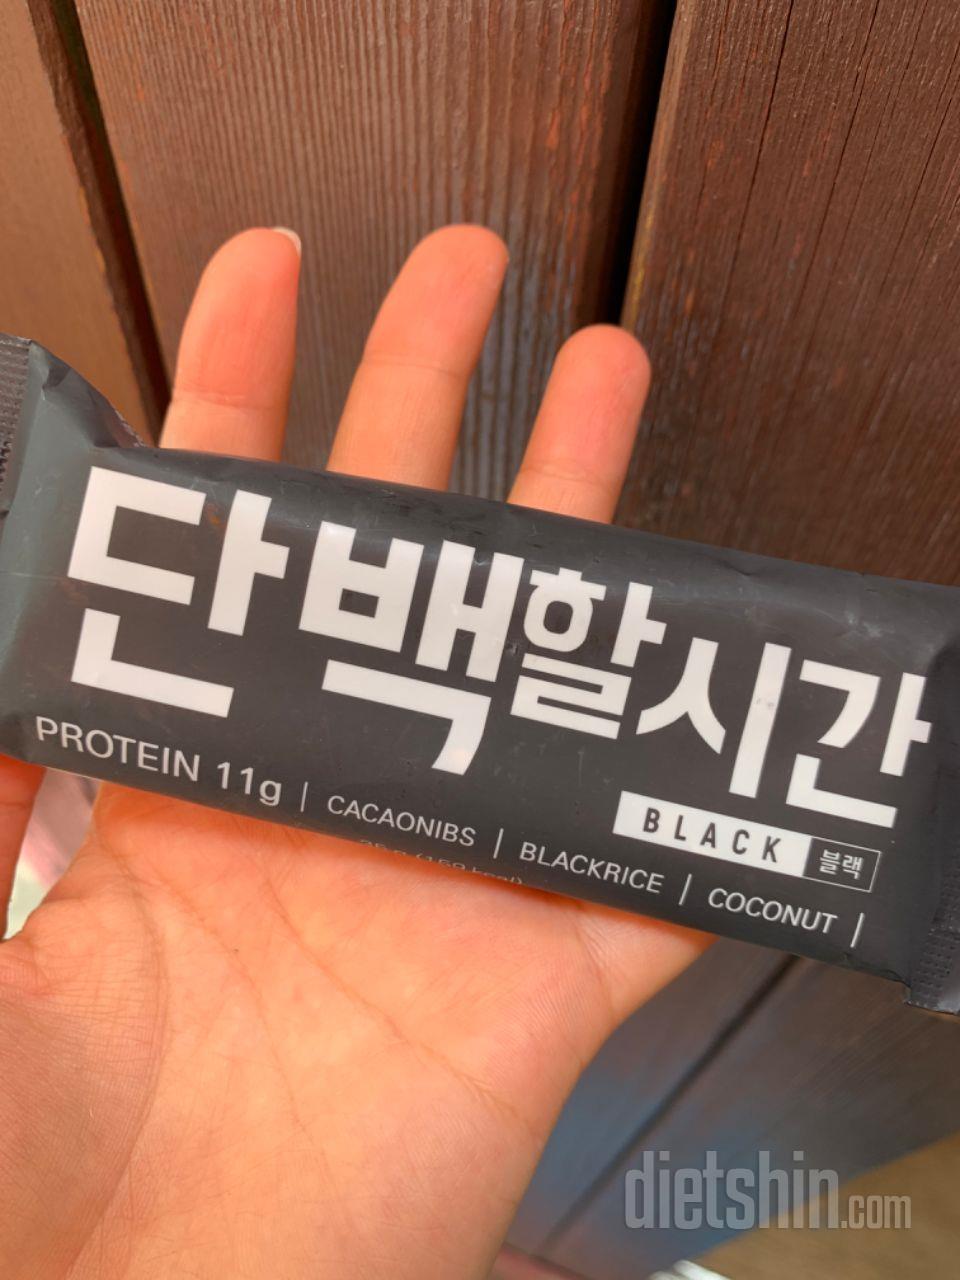 단백할시간
BLACK 블랙
PROTEIN 11g | CACAONIBS | BLACKRICE | COCONUT |
dietshin.com